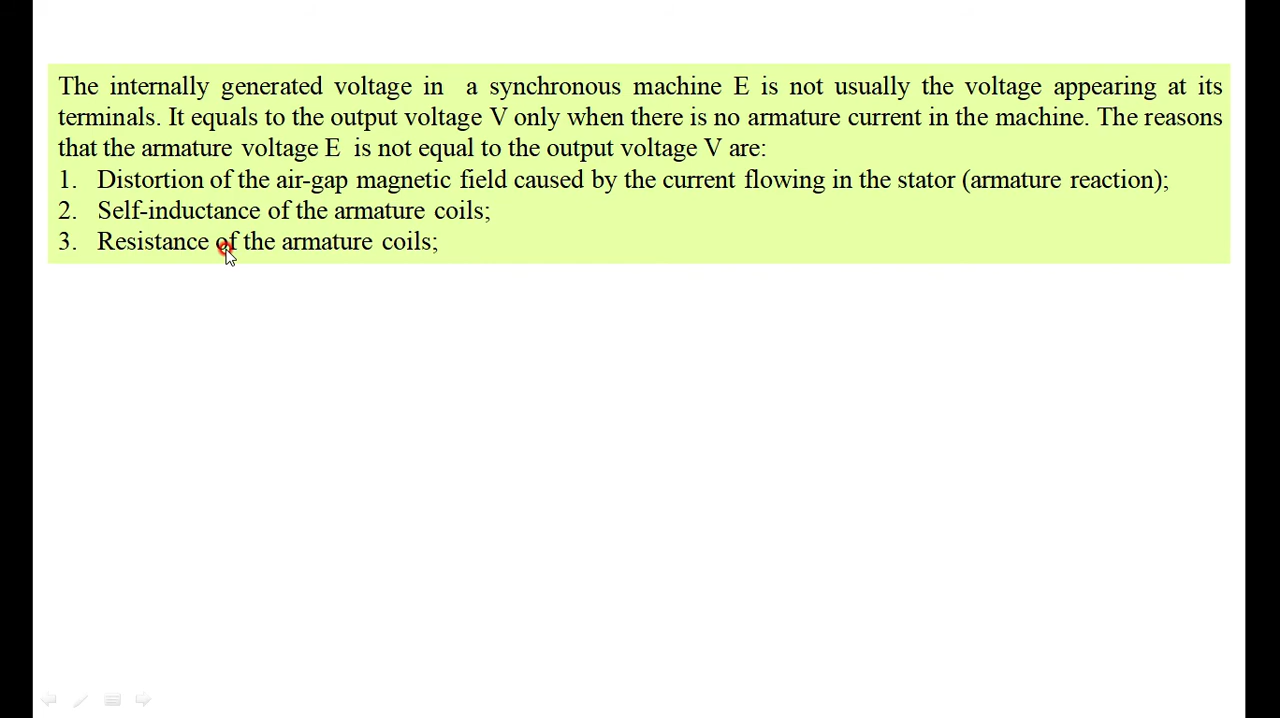 The internally generated voltage in a synchronous machine E is not usually the voltage appearing at its
terminals. It equals to the output voltage V only when there is no armature current in the machine. The reasons
that the armature voltage E is not equal to the output voltage V are:
1. Distortion of the air-gap magnetic field caused by the current flowing in the stator (armature reaction);
2. Self-inductance of the armature coils;
3. Resistance of the armature coils;